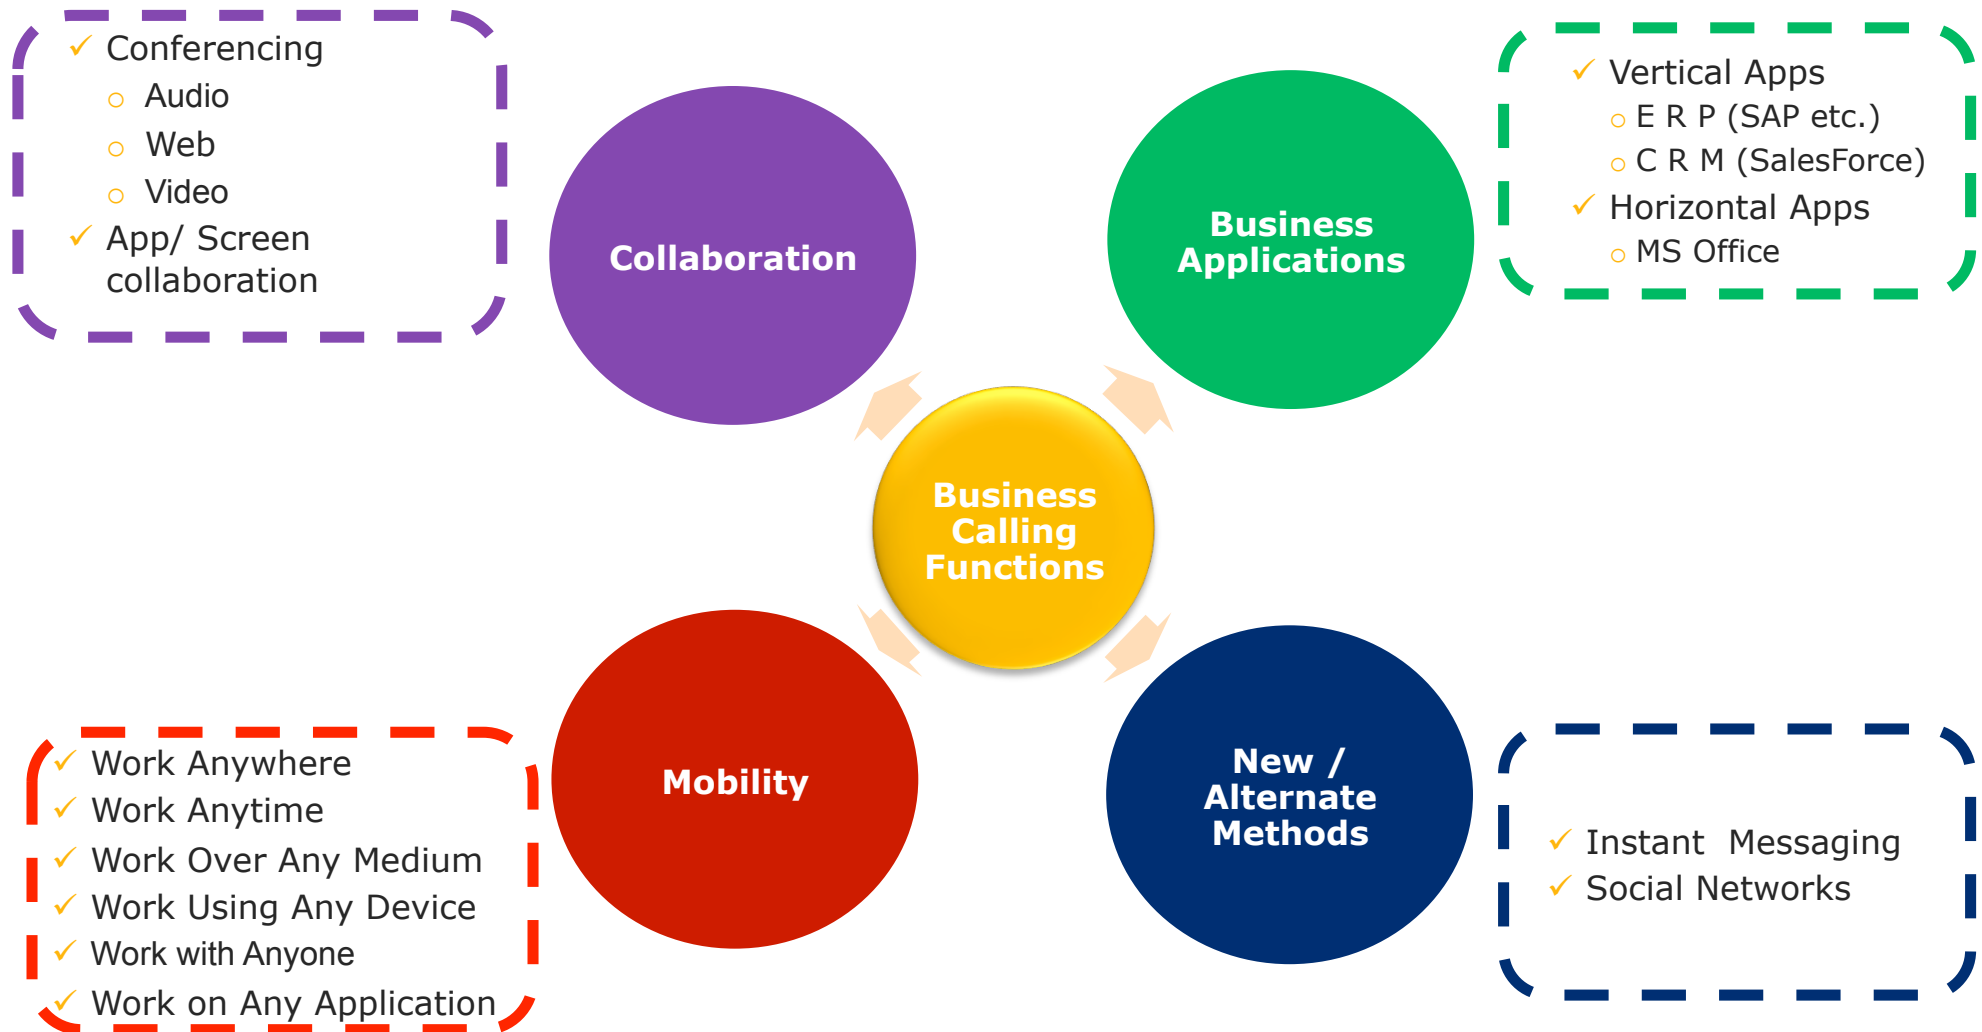 Conferencing
Audio
Web
Video
App/ Screen
collaboration
Collaboration
Business
Applications
Vertical Apps
E R P (SAP etc.)
C R M (SalesForce)
Horizontal Apps
MS Office
Business
Calling
Functions
Work Anywhere
Work Anytime
Work Over Any Medium
Work Using Any Device
Work with Anyone
Work on Any Application
Mobility
New /
Alternate
Methods
Instant Messaging
Social Networks